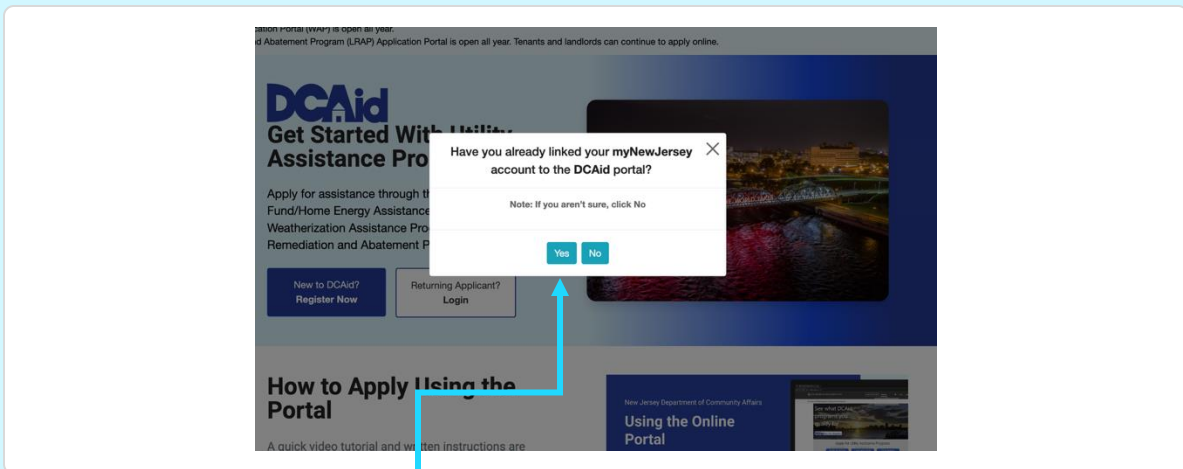 cation Portal (WAP) is open all year.
d Abatement Program (LRAP) Application Portal is open all year. Tenants and landlords can continue to apply online.
DCAid
Get Started With Utility
Assistance Pro
Apply for assistance through th
Fund/Home Energy Assistance
Weatherization Assistance Pro
Remediation and Abatement P
New to DCAid?
Register Now
Returning Applicant?
Login
Have you already linked your myNewJersey
account to the DCAid portal?
Note: If you aren't sure, click No
Yes No
How to Apply Using the
Portal
A quick video tutorial and written instructions are
New Jersey Department of Community Affairs
Using the Online
Portal
See what DCAid